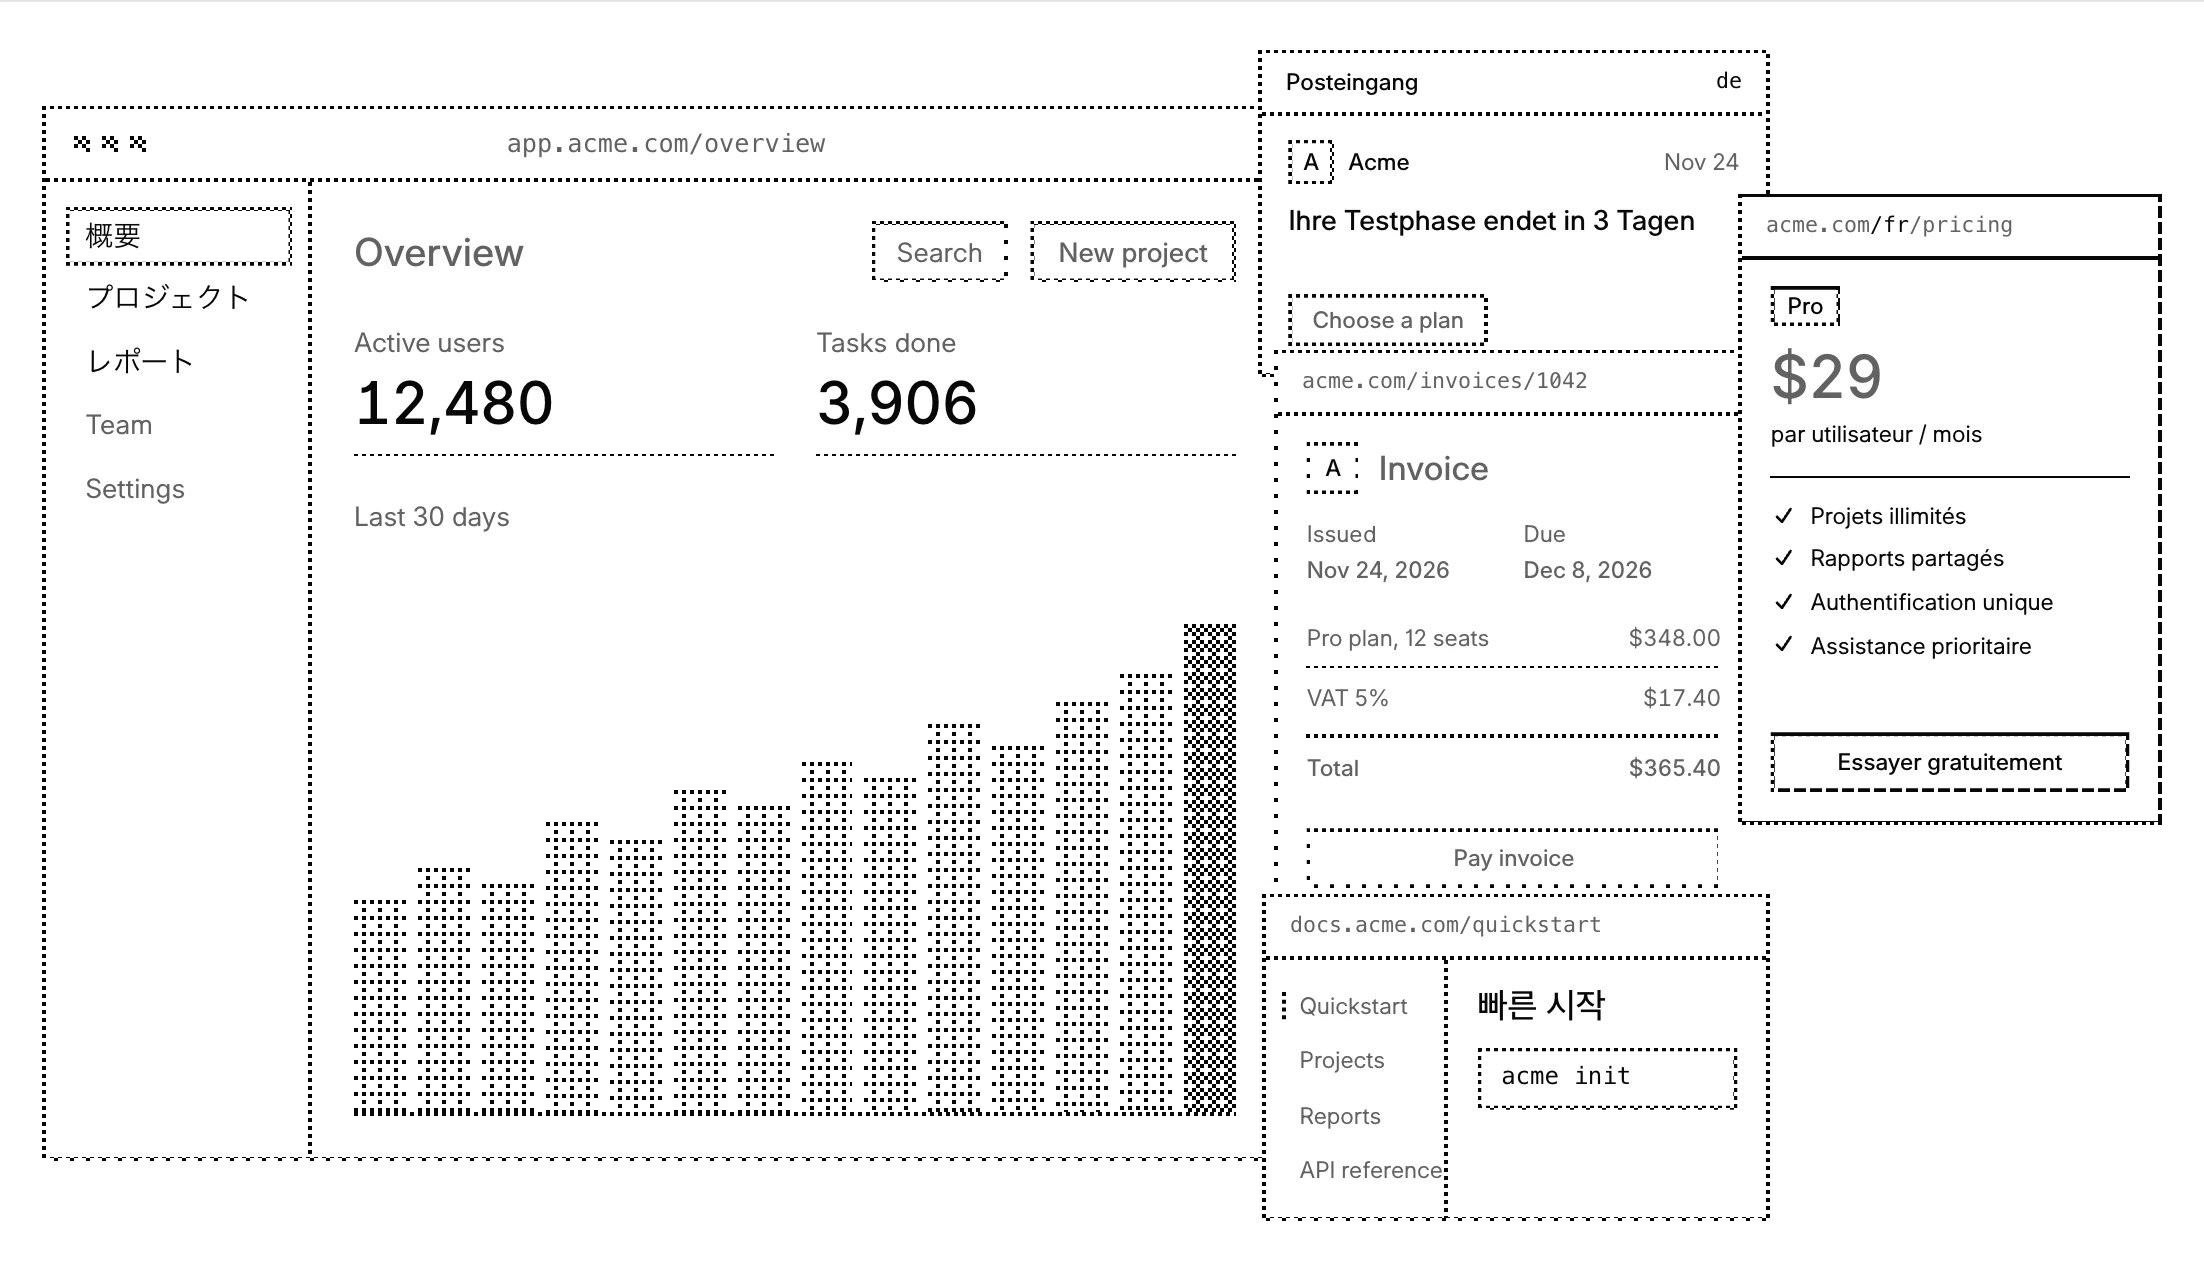 app.acme.com/overview
概要
プロジェクト
レポート
Team
Settings
Overview
Search
New project
Active users
12,480
Tasks done
3,906
Last 30 days
Posteingang
de
A
Acme
Nov 24
Ihre Testphase endet in 3 Tagen
Choose a plan
acme.com/invoices/1042
A
Invoice
Issued
Due
Nov 24, 2026
Dec 8, 2026
Pro plan, 12 seats
$348.00
VAT 5%
$17.40
Total
$365.40
Pay invoice
acme.com/fr/pricing
Pro
$29
par utilisateur / mois
Projets illimités
Rapports partagés
Authentification unique
Assistance prioritaire
Essayer gratuitement
docs.acme.com/quickstart
Quickstart
Projects
Reports
API reference
빠른 시작
acme init